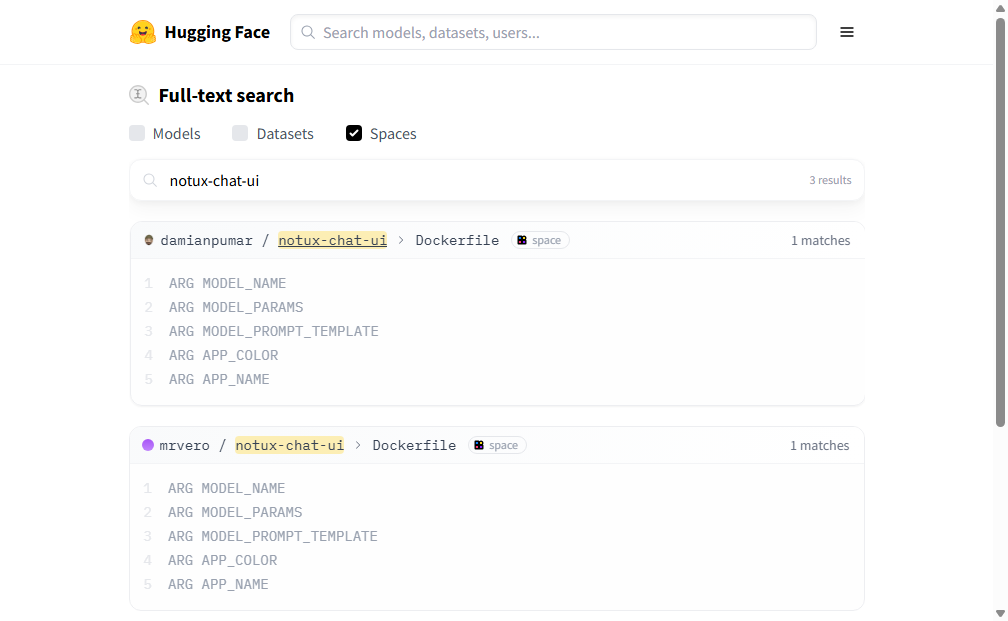 Hugging Face
Search models, datasets, users...
Full-text search
Models Datasets Spaces
notux-chat-ui 3 results
damianpumar / notux-chat-ui > Dockerfile space 1 matches
1 ARG MODEL_NAME
2 ARG MODEL_PARAMS
3 ARG MODEL_PROMPT_TEMPLATE
4 ARG APP_COLOR
5 ARG APP_NAME
mrvero / notux-chat-ui > Dockerfile space 1 matches
1 ARG MODEL_NAME
2 ARG MODEL_PARAMS
3 ARG MODEL_PROMPT_TEMPLATE
4 ARG APP_COLOR
5 ARG APP_NAME